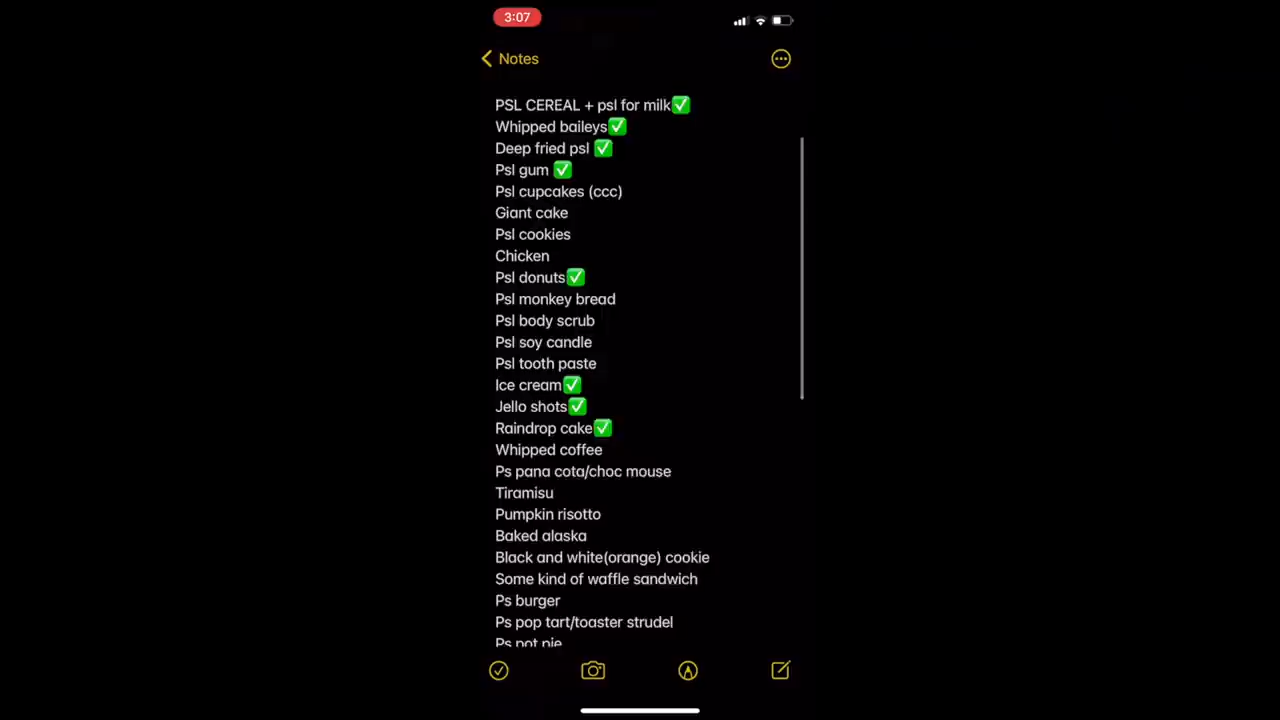 3:07
Notes
PSL CEREAL + psl for milk✅
Whipped baileys✅
Deep fried psl ✅
Psl gum ✅
Psl cupcakes (ccc)
Giant cake
Psl cookies
Chicken
Psl donuts✅
Psl monkey bread
Psl body scrub
Psl soy candle
Psl tooth paste
Ice cream✅
Jello shots✅
Raindrop cake✅
Whipped coffee
Ps pana cota/choc mouse
Tiramisu
Pumpkin risotto
Baked alaska
Black and white(orange) cookie
Some kind of waffle sandwich
Ps burger
Ps pop tart/toaster strudel
Ps pot pie